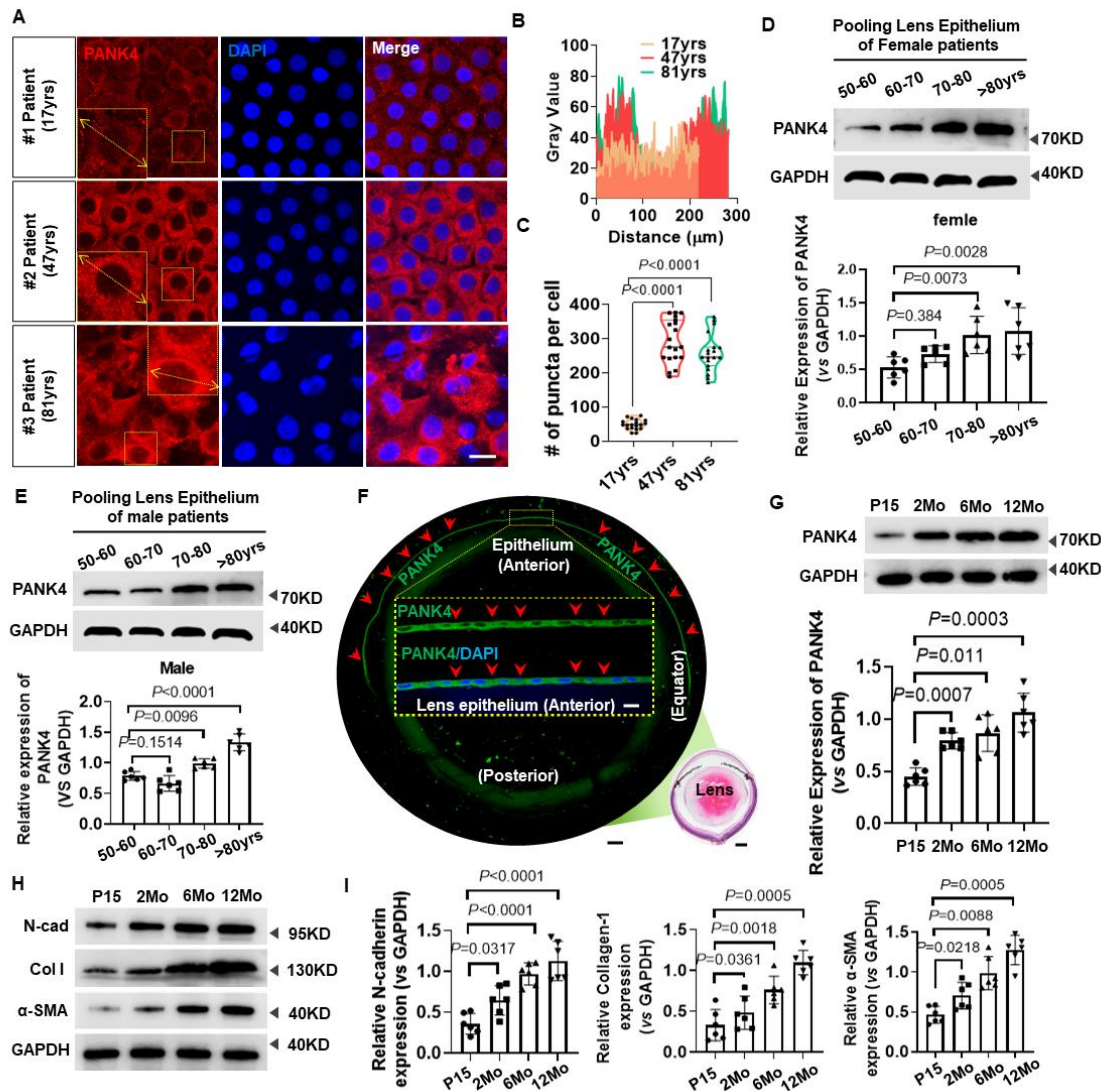 A
PANK4
DAPI
Merge
#1 Patient
(17yrs)
#2 Patient
(47yrs)
#3 Patient
(81yrs)
B
17yrs
47yrs
81yrs
100
80
60
40
20
0
Gray Value
0
100
200
300
Distance (μm)
C
P<0.0001
P<0.0001
400
300
200
100
0
# of puncta per cell
17yrs
47yrs
81yrs
D
Pooling Lens Epithelium
of Female patients
50-60
60-70
70-80
>80yrs
PANK4
70KD
GAPDH
40KD
femle
P=0.0028
P=0.0073
P=0.384
2.0
1.5
1.0
0.5
0.0
Relative Expression of PANK4
(vs GAPDH)
50-60
60-70
70-80
>80yrs
E
Pooling Lens Epithelium
of male patients
50-60
60-70
70-80
>80yrs
PANK4
70KD
GAPDH
40KD
Male
P<0.0001
P=0.0096
P=0.1514
2.0
1.5
1.0
0.5
0.0
Relative expression of
PANK4
(VS GAPDH)
50-60
60-70
70-80
>80yrs
F
Epithelium
(Anterior)
PANK4
PANK4
PANK4
PANK4/DAPI
Lens epithelium (Anterior)
(Equator)
(Posterior)
Lens
G
P15
2Mo
6Mo
12Mo
PANK4
70KD
GAPDH
40KD
P=0.0003
P=0.011
P=0.0007
1.5
1.0
0.5
0.0
Relative Expression of PANK4
(vs GAPDH)
P15
2Mo
6Mo
12Mo
H
P15
2Mo
6Mo
12Mo
N-cad
95KD
Col I
130KD
α-SMA
40KD
GAPDH
40KD
I
P<0.0001
P<0.0001
P=0.0317
1.5
1.0
0.5
0.0
Relative N-cadherin
expression (vs GAPDH)
P15
2Mo
6Mo
12Mo
P=0.0005
P=0.0018
P=0.0361
1.5
1.0
0.5
0.0
Relative Collagen-1
expression
(vs GAPDH)
P15
2Mo
6Mo
12Mo
P=0.0005
P=0.0088
P=0.0218
1.5
1.0
0.5
0.0
Relative α-SMA
expression (vs GAPDH)
P15
2Mo
6Mo
12Mo